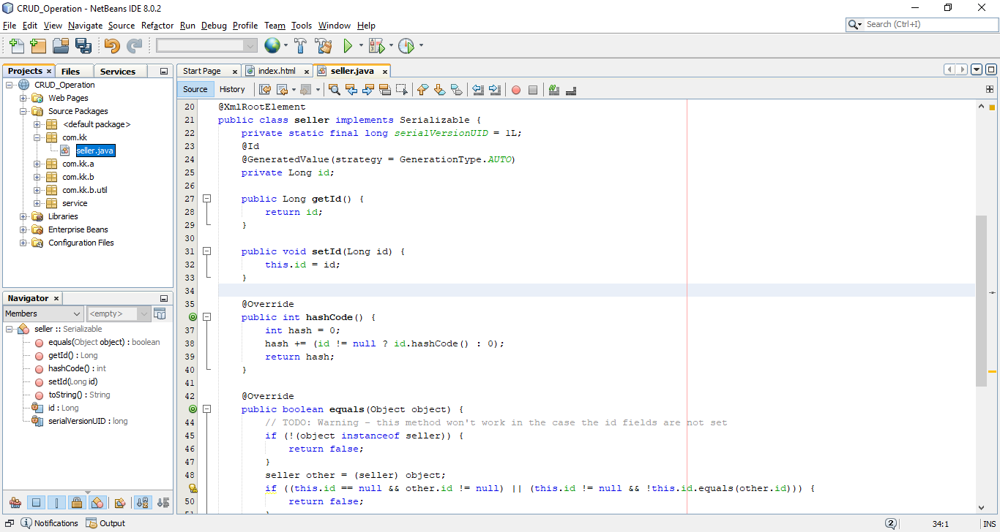 CRUD_Operation - NetBeans IDE 8.0.2
File Edit View Navigate Source Refactor Run Debug Profile Team Tools Window Help
Search (Ctrl+I)
Projects Files Services
CRUD_Operation
Web Pages
Source Packages
<default package>
com.kk
seller.java
com.kk.a
com.kk.b
com.kk.b.util
service
Libraries
Enterprise Beans
Configuration Files
Navigator
Members <empty>
seller :: Serializable
equals(Object object) : boolean
getId() : Long
hashCode() : int
setId(Long id)
toString() : String
id : Long
serialVersionUID : long
Start Page index.html seller.java
Source History
20 @XmlRootElement
21 public class seller implements Serializable {
22 private static final long serialVersionUID = 1L;
23 @Id
24 @GeneratedValue(strategy = GenerationType.AUTO)
25 private Long id;
26
27 public Long getId() {
28 return id;
29 }
30
31 public void setId(Long id) {
32 this.id = id;
33 }
34
35 @Override
public int hashCode() {
37 int hash = 0;
38 hash += (id != null ? id.hashCode() : 0);
39 return hash;
40 }
41
42 @Override
public boolean equals(Object object) {
44 // TODO: Warning - this method won't work in the case the id fields are not set
45 if (!(object instanceof seller)) {
46 return false;
47 }
48 seller other = (seller) object;
if ((this.id == null && other.id != null) || (this.id != null && !this.id.equals(other.id))) {
50 return false;
Notifications Output
2 34:1 INS